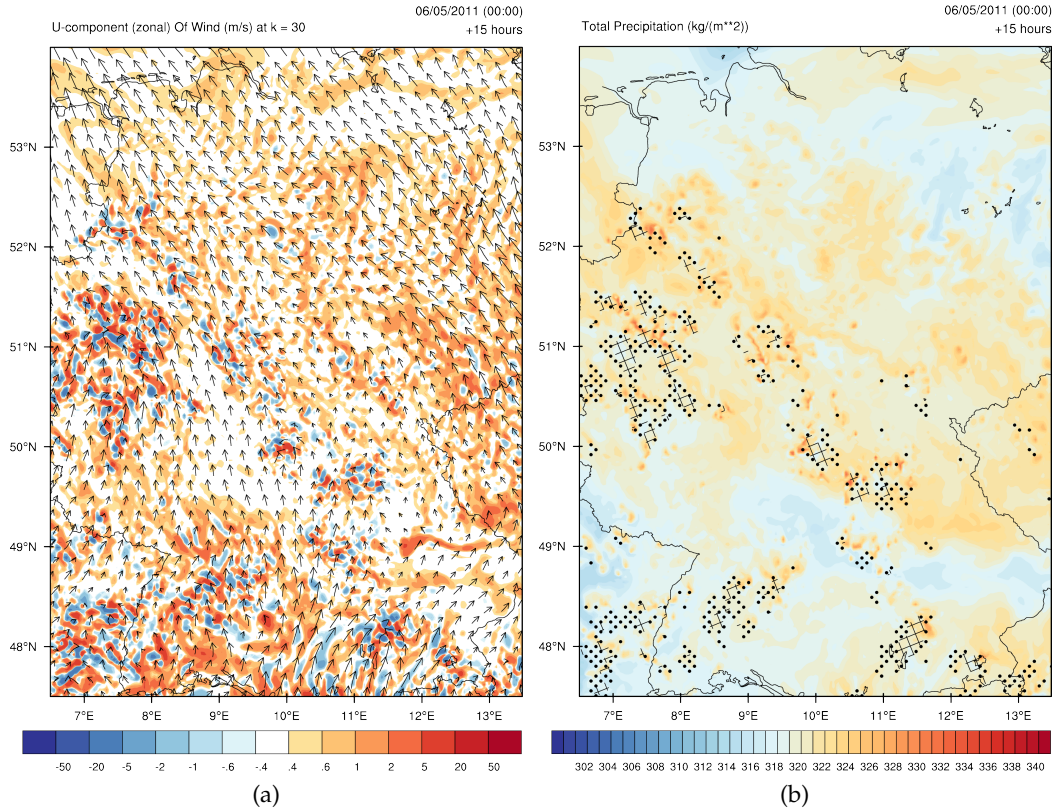 06/05/2011 (00:00)
U-component (zonal) Of Wind (m/s) at k = 30
+15 hours
53°N
52°N
51°N
50°N
49°N
48°N
7°E 8°E 9°E 10°E 11°E 12°E 13°E
-50 -20 -5 -2 -1 -.6 -.4 .4 .6 1 2 5 20 50
(a)
06/05/2011 (00:00)
Total Precipitation (kg/(m**2))
+15 hours
53°N
52°N
51°N
50°N
49°N
48°N
7°E 8°E 9°E 10°E 11°E 12°E 13°E
302 304 306 308 310 312 314 316 318 320 322 324 326 328 330 332 334 336 338 340
(b)